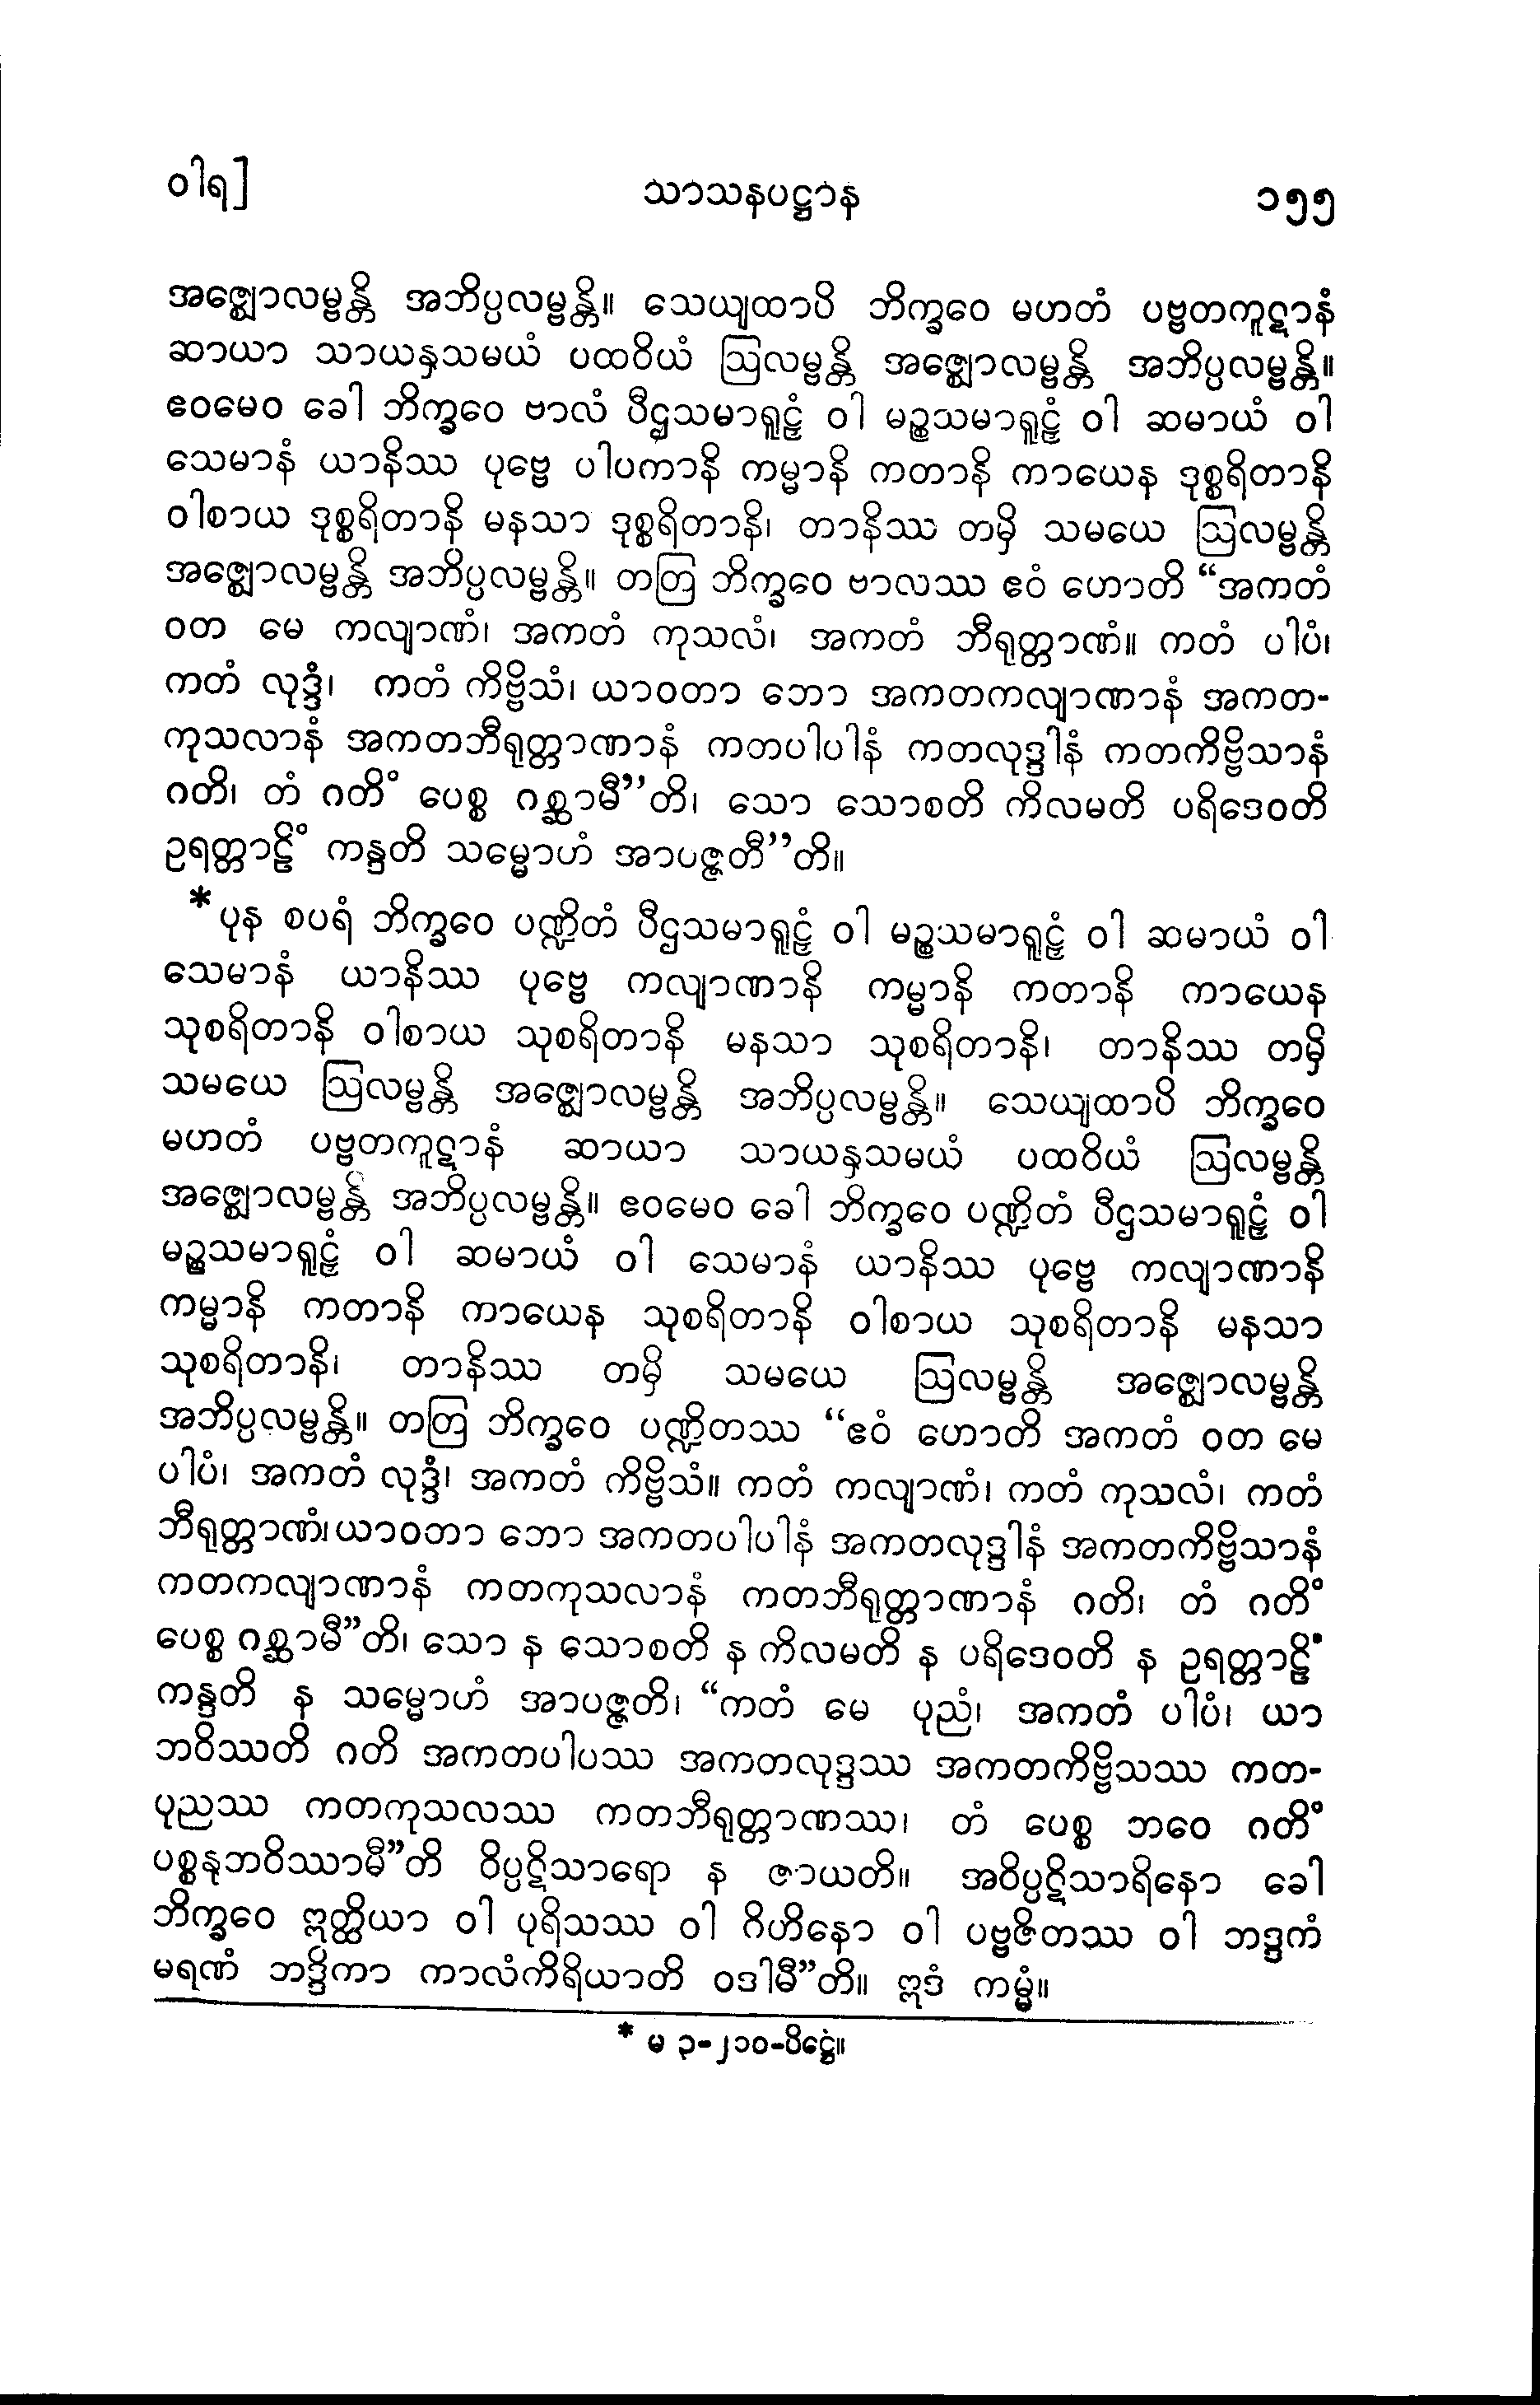 ဝါရ]
သာသနပဋ္ဌာန
၁၅၅
အဇ္ဈောလမ္ဗန္တိ အဘိပ္ပလမ္ဗန္တိ။ သေယျထာပိ ဘိက္ခဝေ မဟတံ ပဗ္ဗတကူဋာနံ
ဆာယာ သာယနှသမယံ ပထဝိယံ ဩလမ္ဗန္တိ အဇ္ဈောလမ္ဗန္တိ အဘိပ္ပလမ္ဗန္တိ။
ဧဝမေဝ ခေါ ဘိက္ခဝေ ဗာလံ ပီဌသမာရူဠှံ ဝါ မဉ္စသမာရူဠှံ ဝါ ဆမာယံ ဝါ
သေမာနံ ယာနိဿ ပုဗ္ဗေ ပါပကာနိ ကမ္မာနိ ကတာနိ ကာယေန ဒုစ္စရိတာနိ
ဝါစာယ ဒုစ္စရိတာနိ မနသာ ဒုစ္စရိတာနိ၊ တာနိဿ တမှိ သမယေ ဩလမ္ဗန္တိ
အဇ္ဈောလမ္ဗန္တိ အဘိပ္ပလမ္ဗန္တိ။ တတြ ဘိက္ခဝေ ဗာလဿ ဧဝံ ဟောတိ “အကတံ
ဝတ မေ ကလျာဏံ၊ အကတံ ကုသလံ၊ အကတံ ဘီရုတ္တာဏံ။ ကတံ ပါပံ၊
ကတံ လုဒ္ဒံ၊ ကတံ ကိဗ္ဗိသံ၊ ယာဝတာ ဘော အကတကလျာဏာနံ အကတ-
ကုသလာနံ အကတဘီရုတ္တာဏာနံ ကတပါပါနံ ကတလုဒ္ဒါနံ ကတကိဗ္ဗိသာနံ
ဂတိ၊ တံ ဂတိံ ပေစ္စ ဂစ္ဆာမီ”တိ၊ သော သောစတိ ကိလမတိ ပရိဒေဝတိ
ဥရတ္တာဠိံ ကန္ဒတိ သမ္မောဟံ အာပဇ္ဇတီ”တိ။
*ပုန စပရံ ဘိက္ခဝေ ပဏ္ဍိတံ ပီဌသမာရူဠှံ ဝါ မဉ္စသမာရူဠှံ ဝါ ဆမာယံ ဝါ
သေမာနံ ယာနိဿ ပုဗ္ဗေ ကလျာဏာနိ ကမ္မာနိ ကတာနိ ကာယေန
သုစရိတာနိ ဝါစာယ သုစရိတာနိ မနသာ သုစရိတာနိ၊ တာနိဿ တမှိ
သမယေ ဩလမ္ဗန္တိ အဇ္ဈောလမ္ဗန္တိ အဘိပ္ပလမ္ဗန္တိ။ သေယျထာပိ ဘိက္ခဝေ
မဟတံ ပဗ္ဗတကူဋာနံ ဆာယာ သာယနှသမယံ ပထဝိယံ ဩလမ္ဗန္တိ
အဇ္ဈောလမ္ဗန္တိ အဘိပ္ပလမ္ဗန္တိ။ ဧဝမေဝ ခေါ ဘိက္ခဝေ ပဏ္ဍိတံ ပီဌသမာရူဠှံ ဝါ
မဉ္စသမာရူဠှံ ဝါ ဆမာယံ ဝါ သေမာနံ ယာနိဿ ပုဗ္ဗေ ကလျာဏာနိ
ကမ္မာနိ ကတာနိ ကာယေန သုစရိတာနိ ဝါစာယ သုစရိတာနိ မနသာ
သုစရိတာနိ၊ တာနိဿ တမှိ သမယေ ဩလမ္ဗန္တိ အဇ္ဈောလမ္ဗန္တိ
အဘိပ္ပလမ္ဗန္တိ။ တတြ ဘိက္ခဝေ ပဏ္ဍိတဿ “ဧဝံ ဟောတိ အကတံ ဝတ မေ
ပါပံ၊ အကတံ လုဒ္ဒံ၊ အကတံ ကိဗ္ဗိသံ။ ကတံ ကလျာဏံ၊ ကတံ ကုသလံ၊ ကတံ
ဘီရုတ္တာဏံ၊ ယာဝတာ ဘော အကတပါပါနံ အကတလုဒ္ဒါနံ အကတကိဗ္ဗိသာနံ
ကတကလျာဏာနံ ကတကုသလာနံ ကတဘီရုတ္တာဏာနံ ဂတိ၊ တံ ဂတိံ
ပေစ္စ ဂစ္ဆာမီ”တိ၊ သော န သောစတိ န ကိလမတိ န ပရိဒေဝတိ န ဥရတ္တာဠိံ
ကန္ဒတိ န သမ္မောဟံ အာပဇ္ဇတိ၊ “ကတံ မေ ပုညံ၊ အကတံ ပါပံ၊ ယာ
ဘဝိဿတိ ဂတိ အကတပါပဿ အကတလုဒ္ဒဿ အကတကိဗ္ဗိသဿ ကတ-
ပုညဿ ကတကုသလဿ ကတဘီရုတ္တာဏဿ၊ တံ ပေစ္စ ဘဝေ ဂတိံ
ပစ္စနုဘဝိဿာမီ”တိ ဝိပ္ပဋိသာရော န ဇာယတိ။ အဝိပ္ပဋိသာရိနော ခေါ
ဘိက္ခဝေ ဣတ္ထိယာ ဝါ ပုရိသဿ ဝါ ဂိဟိနော ဝါ ပဗ္ဗဇိတဿ ဝါ ဘဒ္ဒကံ
မရဏံ ဘဒ္ဒိကာ ကာလံကိရိယာတိ ဝဒါမီ”တိ။ ဣဒံ ကမ္မံ။
* မ ၃-၂၁၀-ပိဋ္ဌေ။